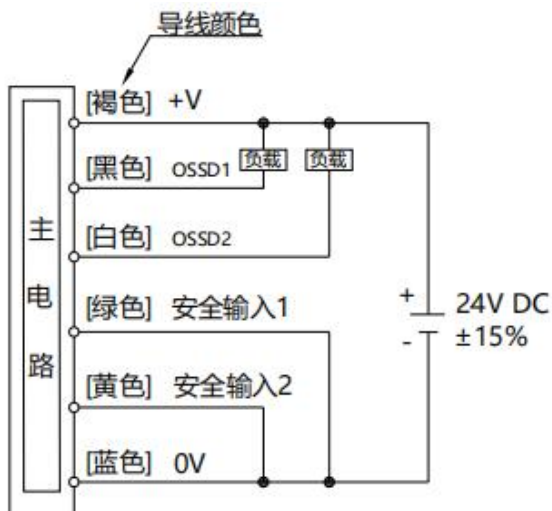 导线颜色
[褐色] +V
[黑色] OSSD1 负载 负载
[白色] OSSD2
主电路
[绿色] 安全输入1
+ 24V DC
- ±15%
[黄色] 安全输入2
[蓝色] 0V